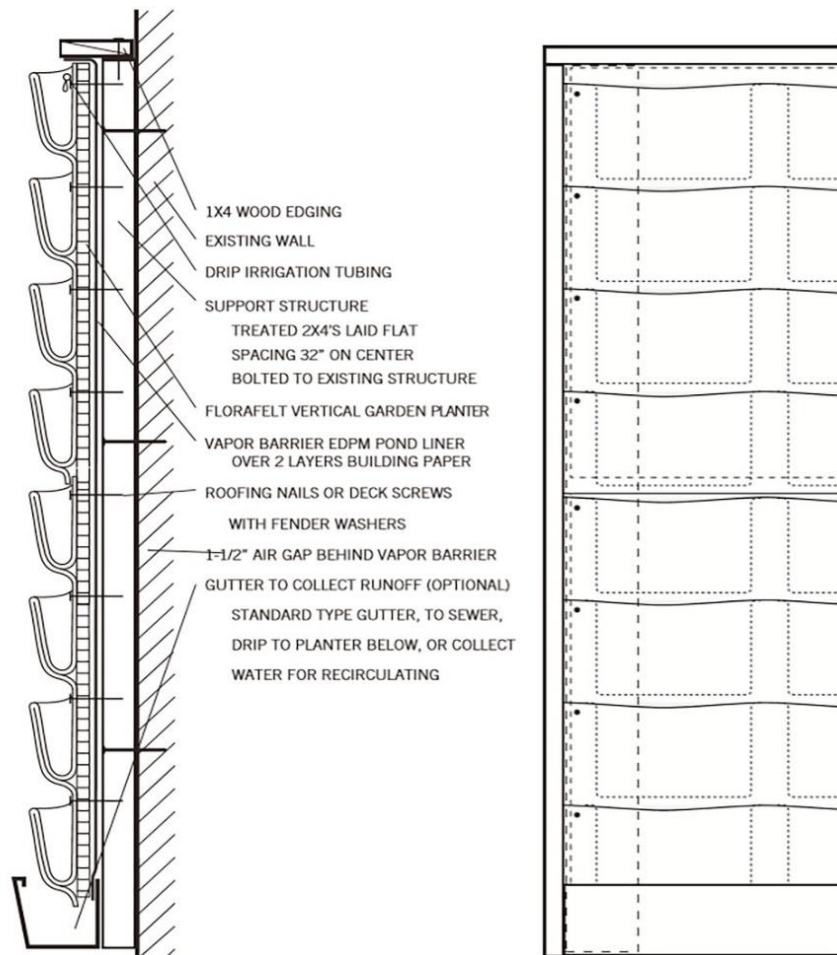 1X4 WOOD EDGING
EXISTING WALL
DRIP IRRIGATION TUBING
SUPPORT STRUCTURE
TREATED 2X4'S LAID FLAT
SPACING 32" ON CENTER
BOLTED TO EXISTING STRUCTURE
FLORAFELT VERTICAL GARDEN PLANTER
VAPOR BARRIER EDPM POND LINER
OVER 2 LAYERS BUILDING PAPER
ROOFING NAILS OR DECK SCREWS
WITH FENDER WASHERS
1-1/2" AIR GAP BEHIND VAPOR BARRIER
GUTTER TO COLLECT RUNOFF (OPTIONAL)
STANDARD TYPE GUTTER, TO SEWER,
DRIP TO PLANTER BELOW, OR COLLECT
WATER FOR RECIRCULATING